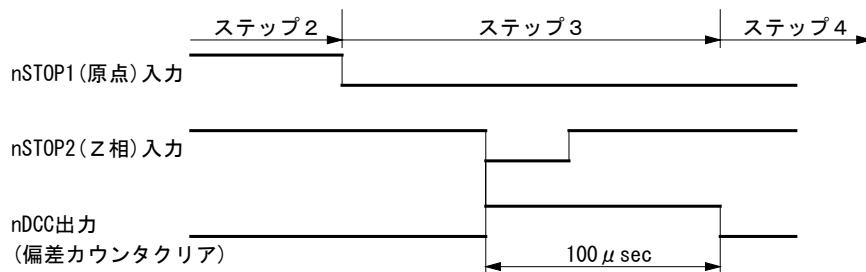 ステップ2 ステップ3 ステップ4
nSTOP1(原点)入力
nSTOP2(Z相)入力
nDCC出力
(偏差カウンタクリア)
100μsec